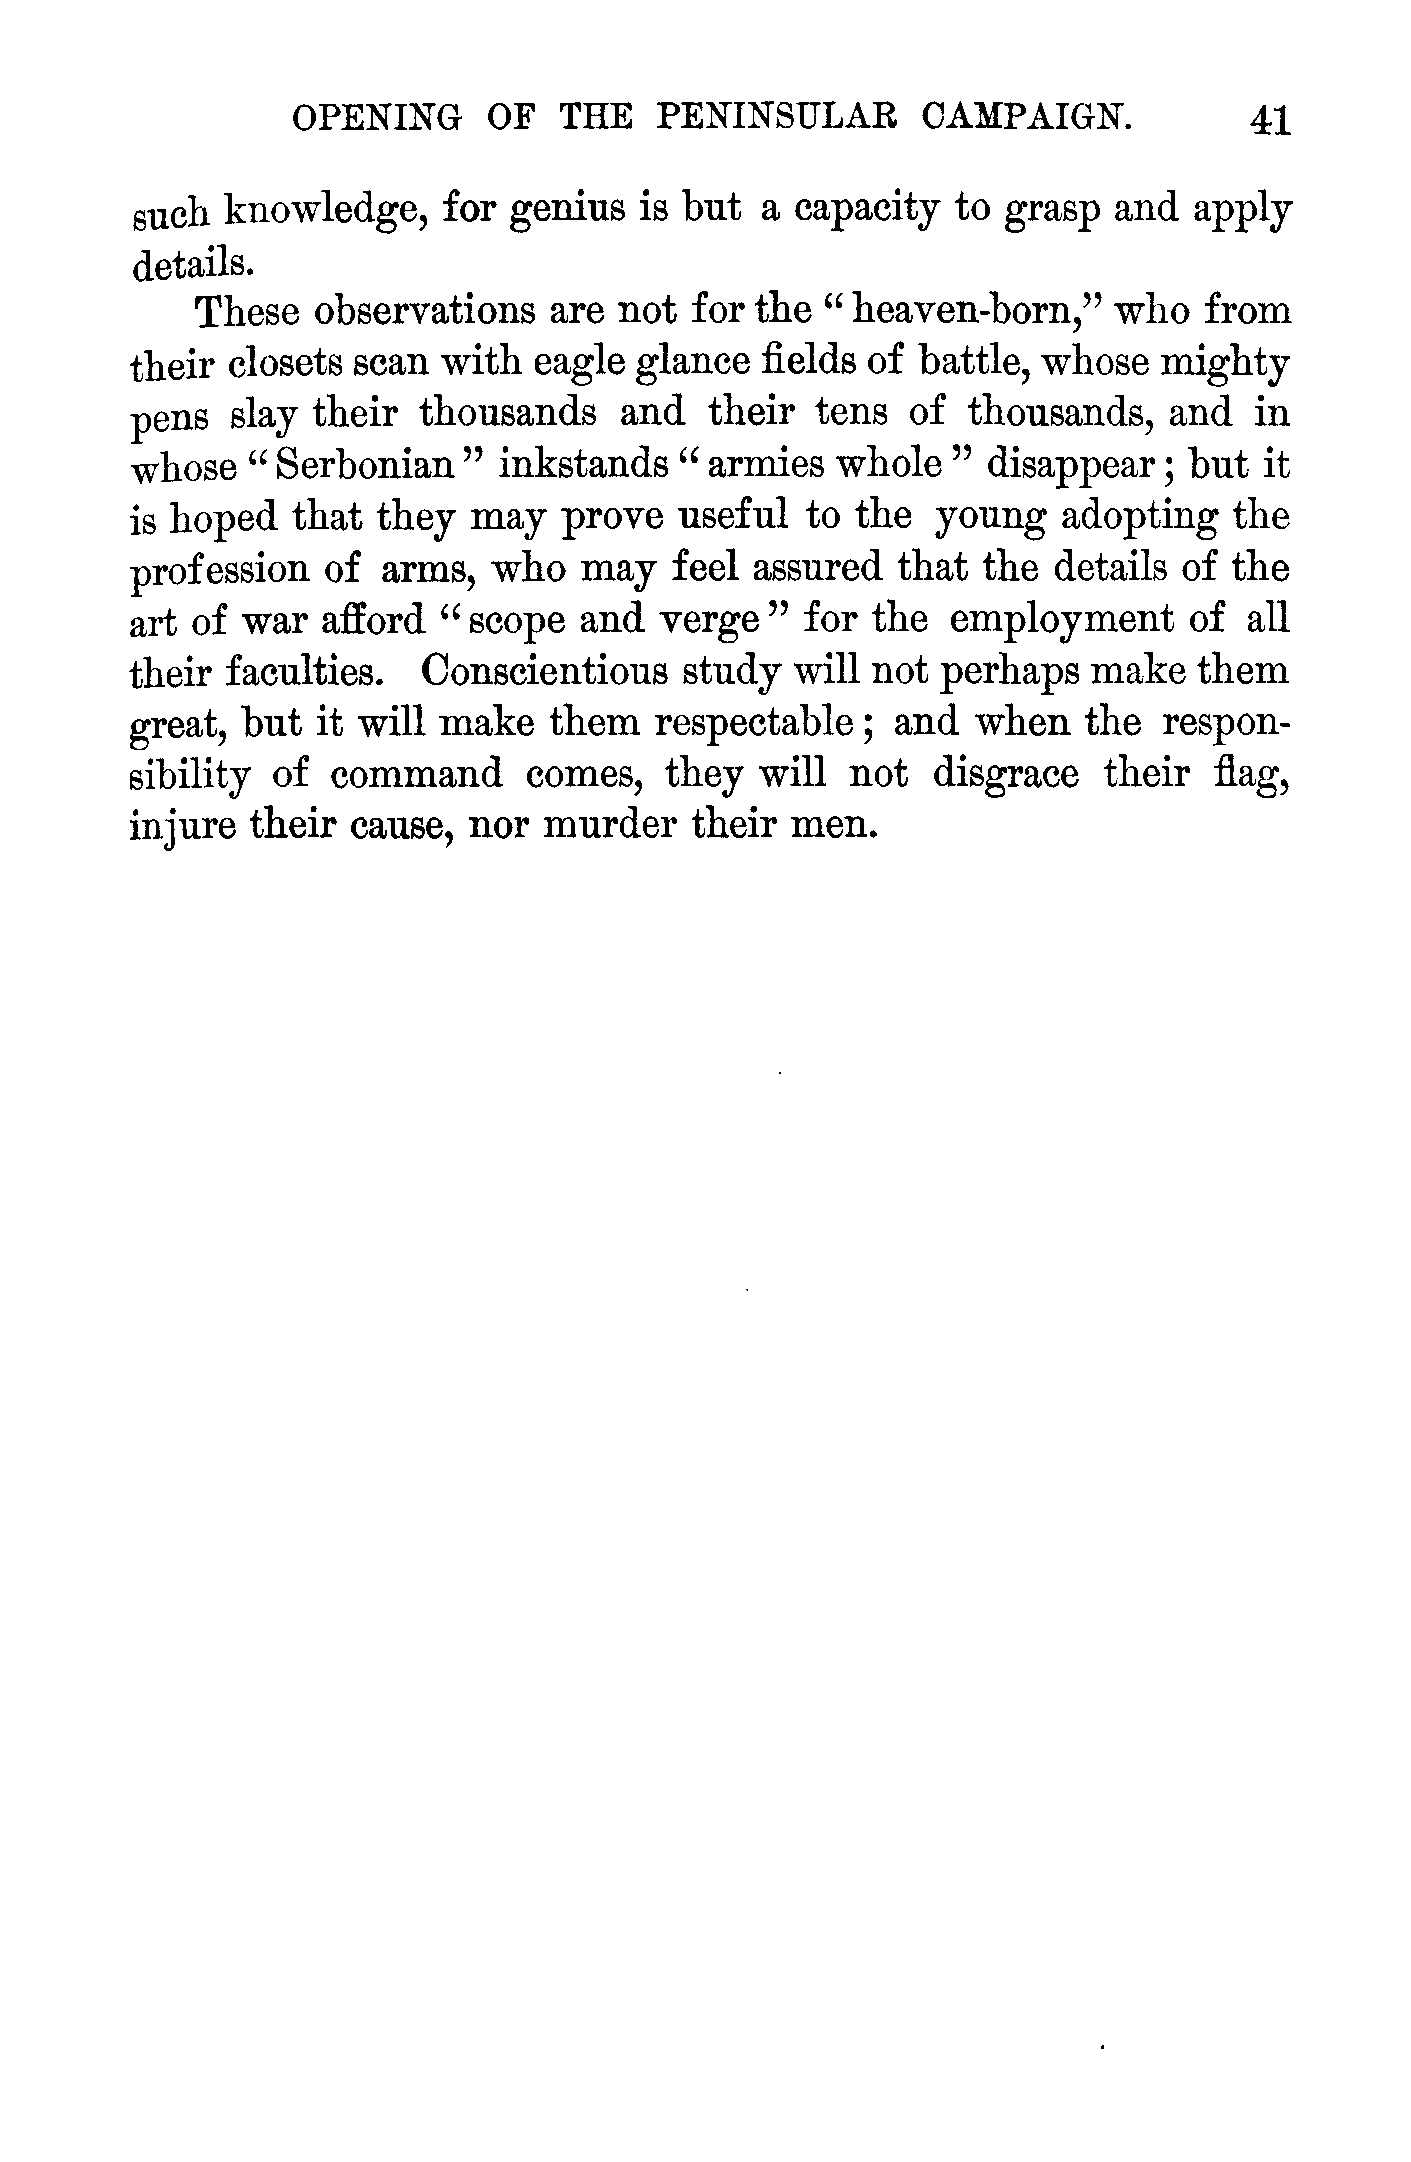 OPENING OF THE PENINSULAR CAMPAIGN. 41
such knowledge, for genius is but a capacity to grasp and apply
details.
These observations are not for the “heaven-born,” who from
their closets scan with eagle glance fields of battle, whose mighty
pens slay their thousands and their tens of thousands, and in
whose “Serbonian” inkstands “armies whole” disappear; but it
is hoped that they may prove useful to the young adopting the
profession of arms, who may feel assured that the details of the
art of war afford “scope and verge” for the employment of all
their faculties. Conscientious study will not perhaps make them
great, but it will make them respectable; and when the respon-
sibility of command comes, they will not disgrace their flag,
injure their cause, nor murder their men.